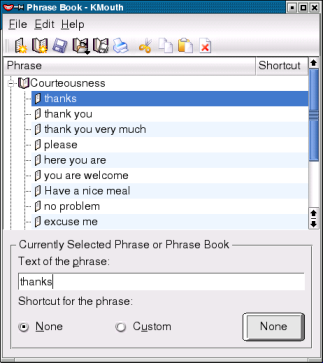 Phrase Book - KMouth
File Edit Help
Phrase Shortcut
Courteousness
thanks
thank you
thank you very much
please
here you are
you are welcome
Have a nice meal
no problem
excuse me
Currently Selected Phrase or Phrase Book
Text of the phrase:
thanks
Shortcut for the phrase:
None Custom None